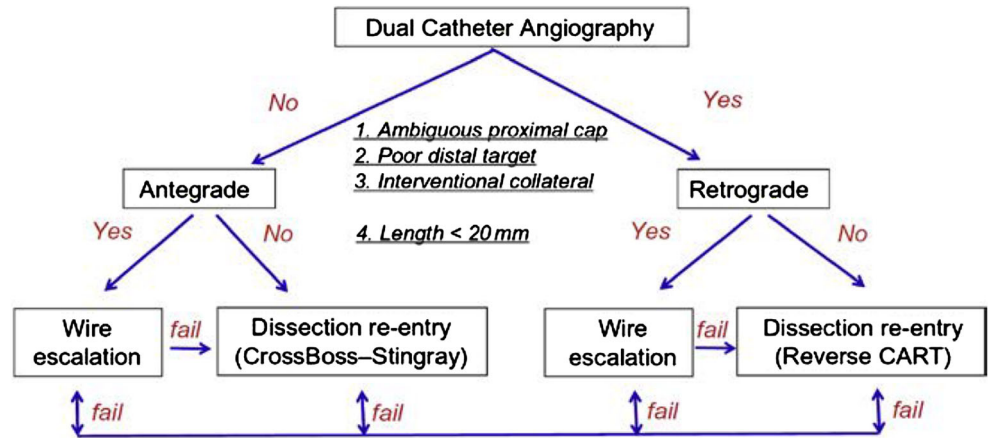 Dual Catheter Angiography
No
Yes
1. Ambiguous proximal cap
2. Poor distal target
3. Interventional collateral
Antegrade
Retrograde
4. Length < 20 mm
Yes
No
Yes
No
Wire
escalation
fail
Dissection re-entry
(CrossBoss–Stingray)
Wire
escalation
fail
Dissection re-entry
(Reverse CART)
fail
fail
fail
fail